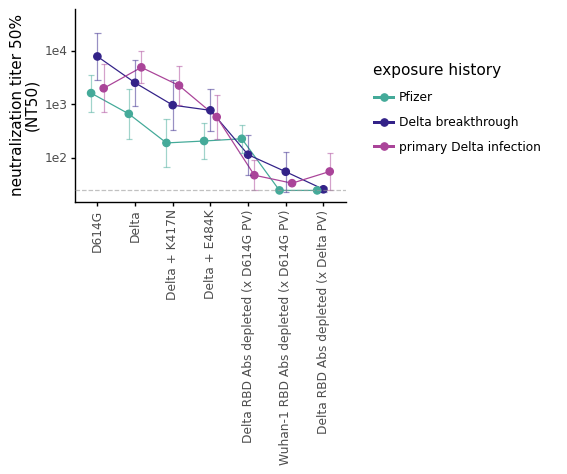 neutralization titer 50%
(NT50)
1e4
1e3
1e2
D614G
Delta
Delta + K417N
Delta + E484K
Delta RBD Abs depleted (x D614G PV)
Wuhan-1 RBD Abs depleted (x D614G PV)
Delta RBD Abs depleted (x Delta PV)
exposure history
Pfizer
Delta breakthrough
primary Delta infection